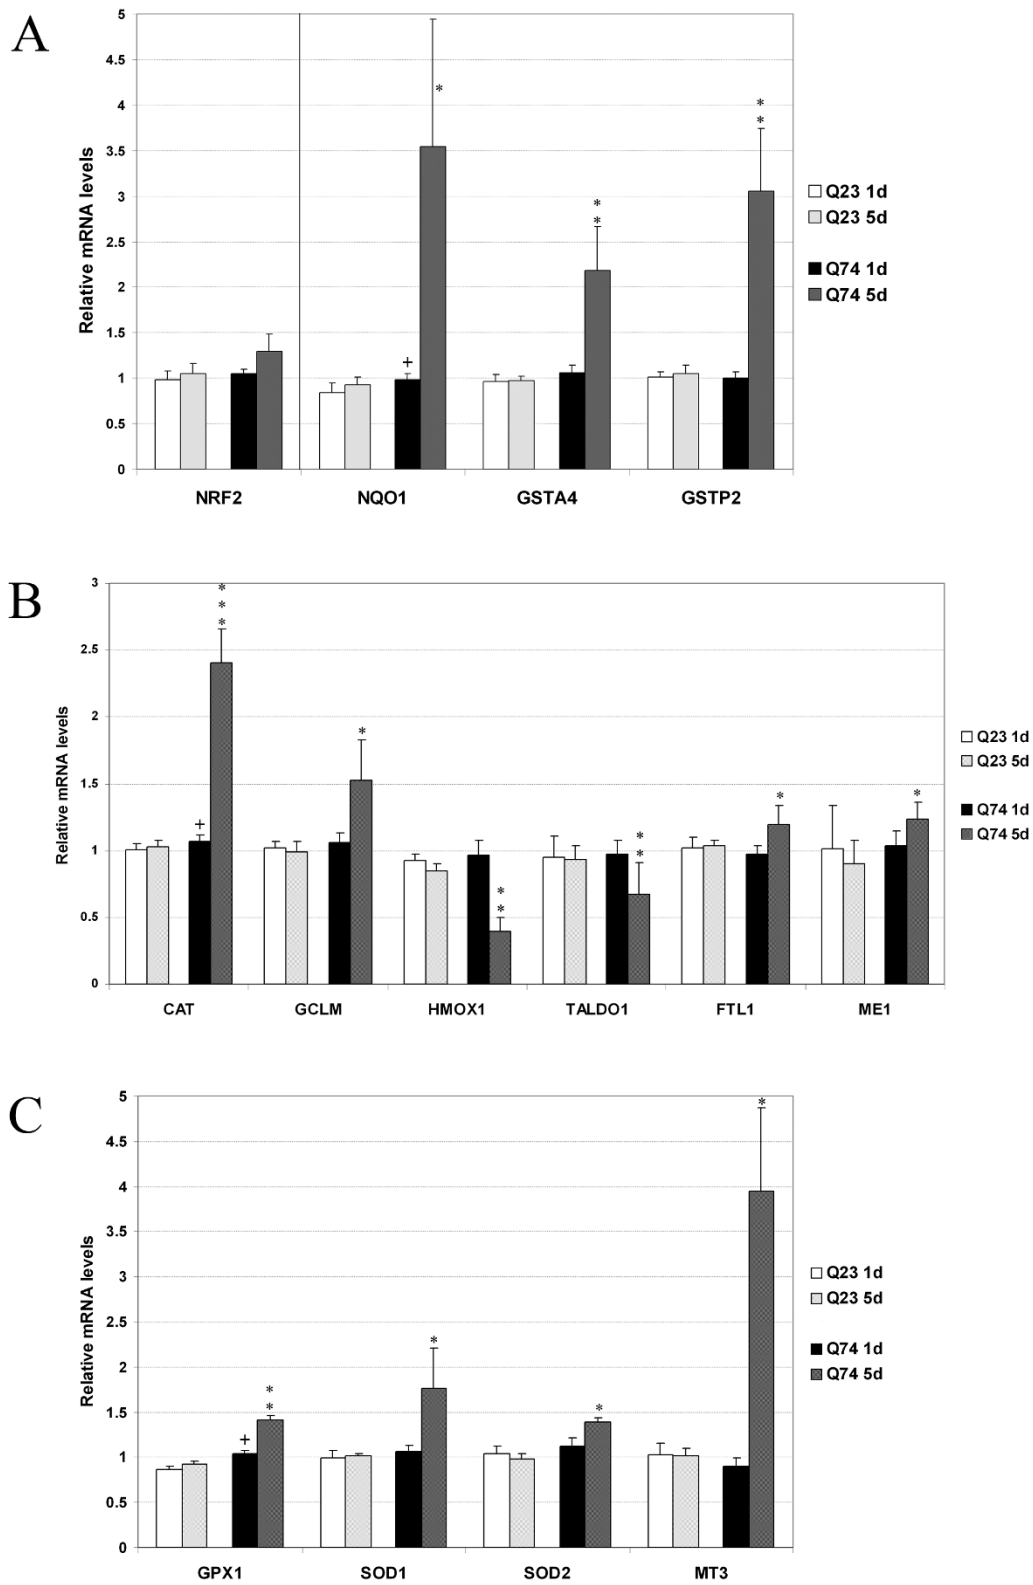 A
Relative mRNA levels
5
4.5
4
3.5
3
2.5
2
1.5
1
0.5
0
*
* *
* *
+
NRF2 NQO1 GSTA4 GSTP2
Q23 1d
Q23 5d
Q74 1d
Q74 5d
B
Relative mRNA levels
3
2.5
2
1.5
1
0.5
0
* * *
+
*
* *
* *
*
*
CAT GCLM HMOX1 TALDO1 FTL1 ME1
Q23 1d
Q23 5d
Q74 1d
Q74 5d
C
Relative mRNA levels
5
4.5
4
3.5
3
2.5
2
1.5
1
0.5
0
+
* *
*
*
*
GPX1 SOD1 SOD2 MT3
Q23 1d
Q23 5d
Q74 1d
Q74 5d